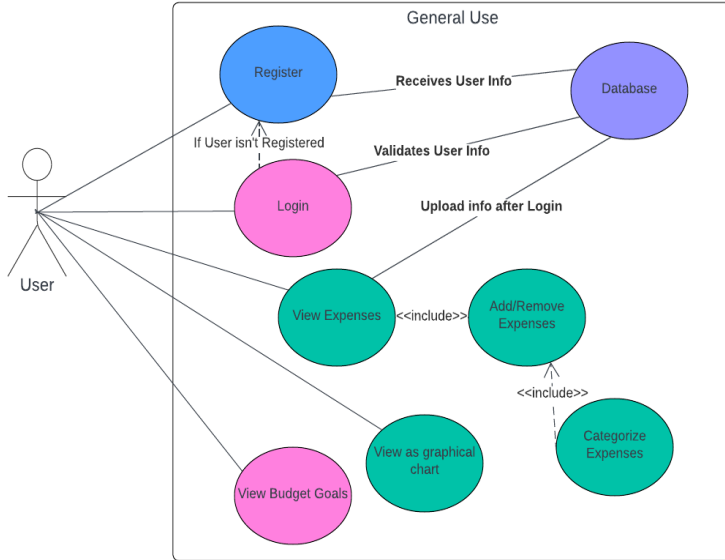 General Use
Register
Receives User Info
Database
If User isn't Registered
Validates User Info
Login
Upload info after Login
User
View Expenses
<<include>>
Add/Remove
Expenses
<<include>>
Categorize
Expenses
View as graphical
chart
View Budget Goals